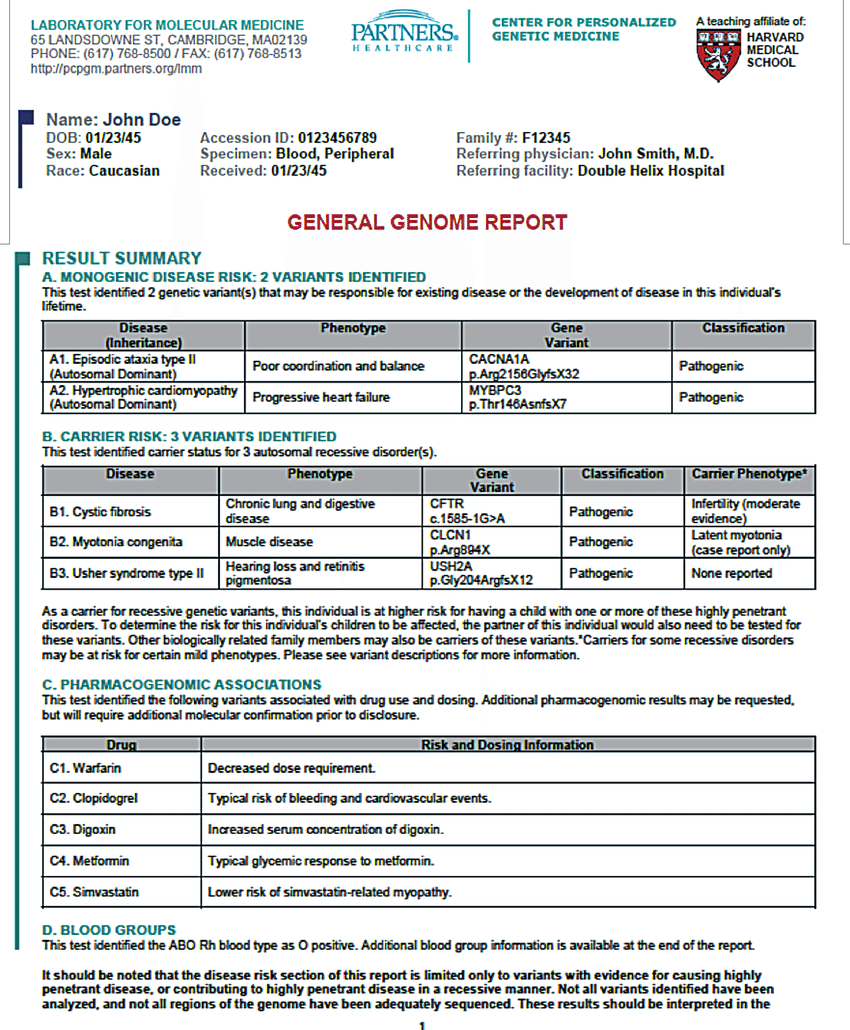 LABORATORY FOR MOLECULAR MEDICINE
65 LANDSDOWNE ST, CAMBRIDGE, MA02139
PHONE: (617) 768-8500 / FAX: (617) 768-8513
http://pcpgm.partners.org/lmm
PARTNERS.
HEALTHCARE
CENTER FOR PERSONALIZED
GENETIC MEDICINE
A teaching affiliate of:
HARVARD
MEDICAL
SCHOOL
Name: John Doe
DOB: 01/23/45 Accession ID: 0123456789 Family #: F12345
Sex: Male Specimen: Blood, Peripheral Referring physician: John Smith, M.D.
Race: Caucasian Received: 01/23/45 Referring facility: Double Helix Hospital
GENERAL GENOME REPORT
RESULT SUMMARY
A. MONOGENIC DISEASE RISK: 2 VARIANTS IDENTIFIED
This test identified 2 genetic variant(s) that may be responsible for existing disease or the development of disease in this individual's
lifetime.
Disease
(Inheritance)
Phenotype
Gene
Variant
Classification
A1. Episodic ataxia type II
(Autosomal Dominant)
Poor coordination and balance
CACNA1A
p.Arg2156GlyfsX32
Pathogenic
A2. Hypertrophic cardiomyopathy
(Autosomal Dominant)
Progressive heart failure
MYBPC3
p.Thr146AsnfsX7
Pathogenic
B. CARRIER RISK: 3 VARIANTS IDENTIFIED
This test identified carrier status for 3 autosomal recessive disorder(s).
Disease
Phenotype
Gene
Variant
Classification
Carrier Phenotype*
B1. Cystic fibrosis
Chronic lung and digestive
disease
CFTR
c.1585-1G>A
Pathogenic
Infertility (moderate
evidence)
B2. Myotonia congenita
Muscle disease
CLCN1
p.Arg894X
Pathogenic
Latent myotonia
(case report only)
B3. Usher syndrome type II
Hearing loss and retinitis
pigmentosa
USH2A
p.Gly204ArgfsX12
Pathogenic
None reported
As a carrier for recessive genetic variants, this individual is at higher risk for having a child with one or more of these highly penetrant
disorders. To determine the risk for this individual's children to be affected, the partner of this individual would also need to be tested for
these variants. Other biologically related family members may also be carriers of these variants.*Carriers for some recessive disorders
may be at risk for certain mild phenotypes. Please see variant descriptions for more information.
C. PHARMACOGENOMIC ASSOCIATIONS
This test identified the following variants associated with drug use and dosing. Additional pharmacogenomic results may be requested,
but will require additional molecular confirmation prior to disclosure.
Drug Risk and Dosing Information
C1. Warfarin Decreased dose requirement.
C2. Clopidogrel Typical risk of bleeding and cardiovascular events.
C3. Digoxin Increased serum concentration of digoxin.
C4. Metformin Typical glycemic response to metformin.
C5. Simvastatin Lower risk of simvastatin-related myopathy.
D. BLOOD GROUPS
This test identified the ABO Rh blood type as O positive. Additional blood group information is available at the end of the report.
It should be noted that the disease risk section of this report is limited only to variants with evidence for causing highly
penetrant disease, or contributing to highly penetrant disease in a recessive manner. Not all variants identified have been
analyzed, and not all regions of the genome have been adequately sequenced. These results should be interpreted in the
1